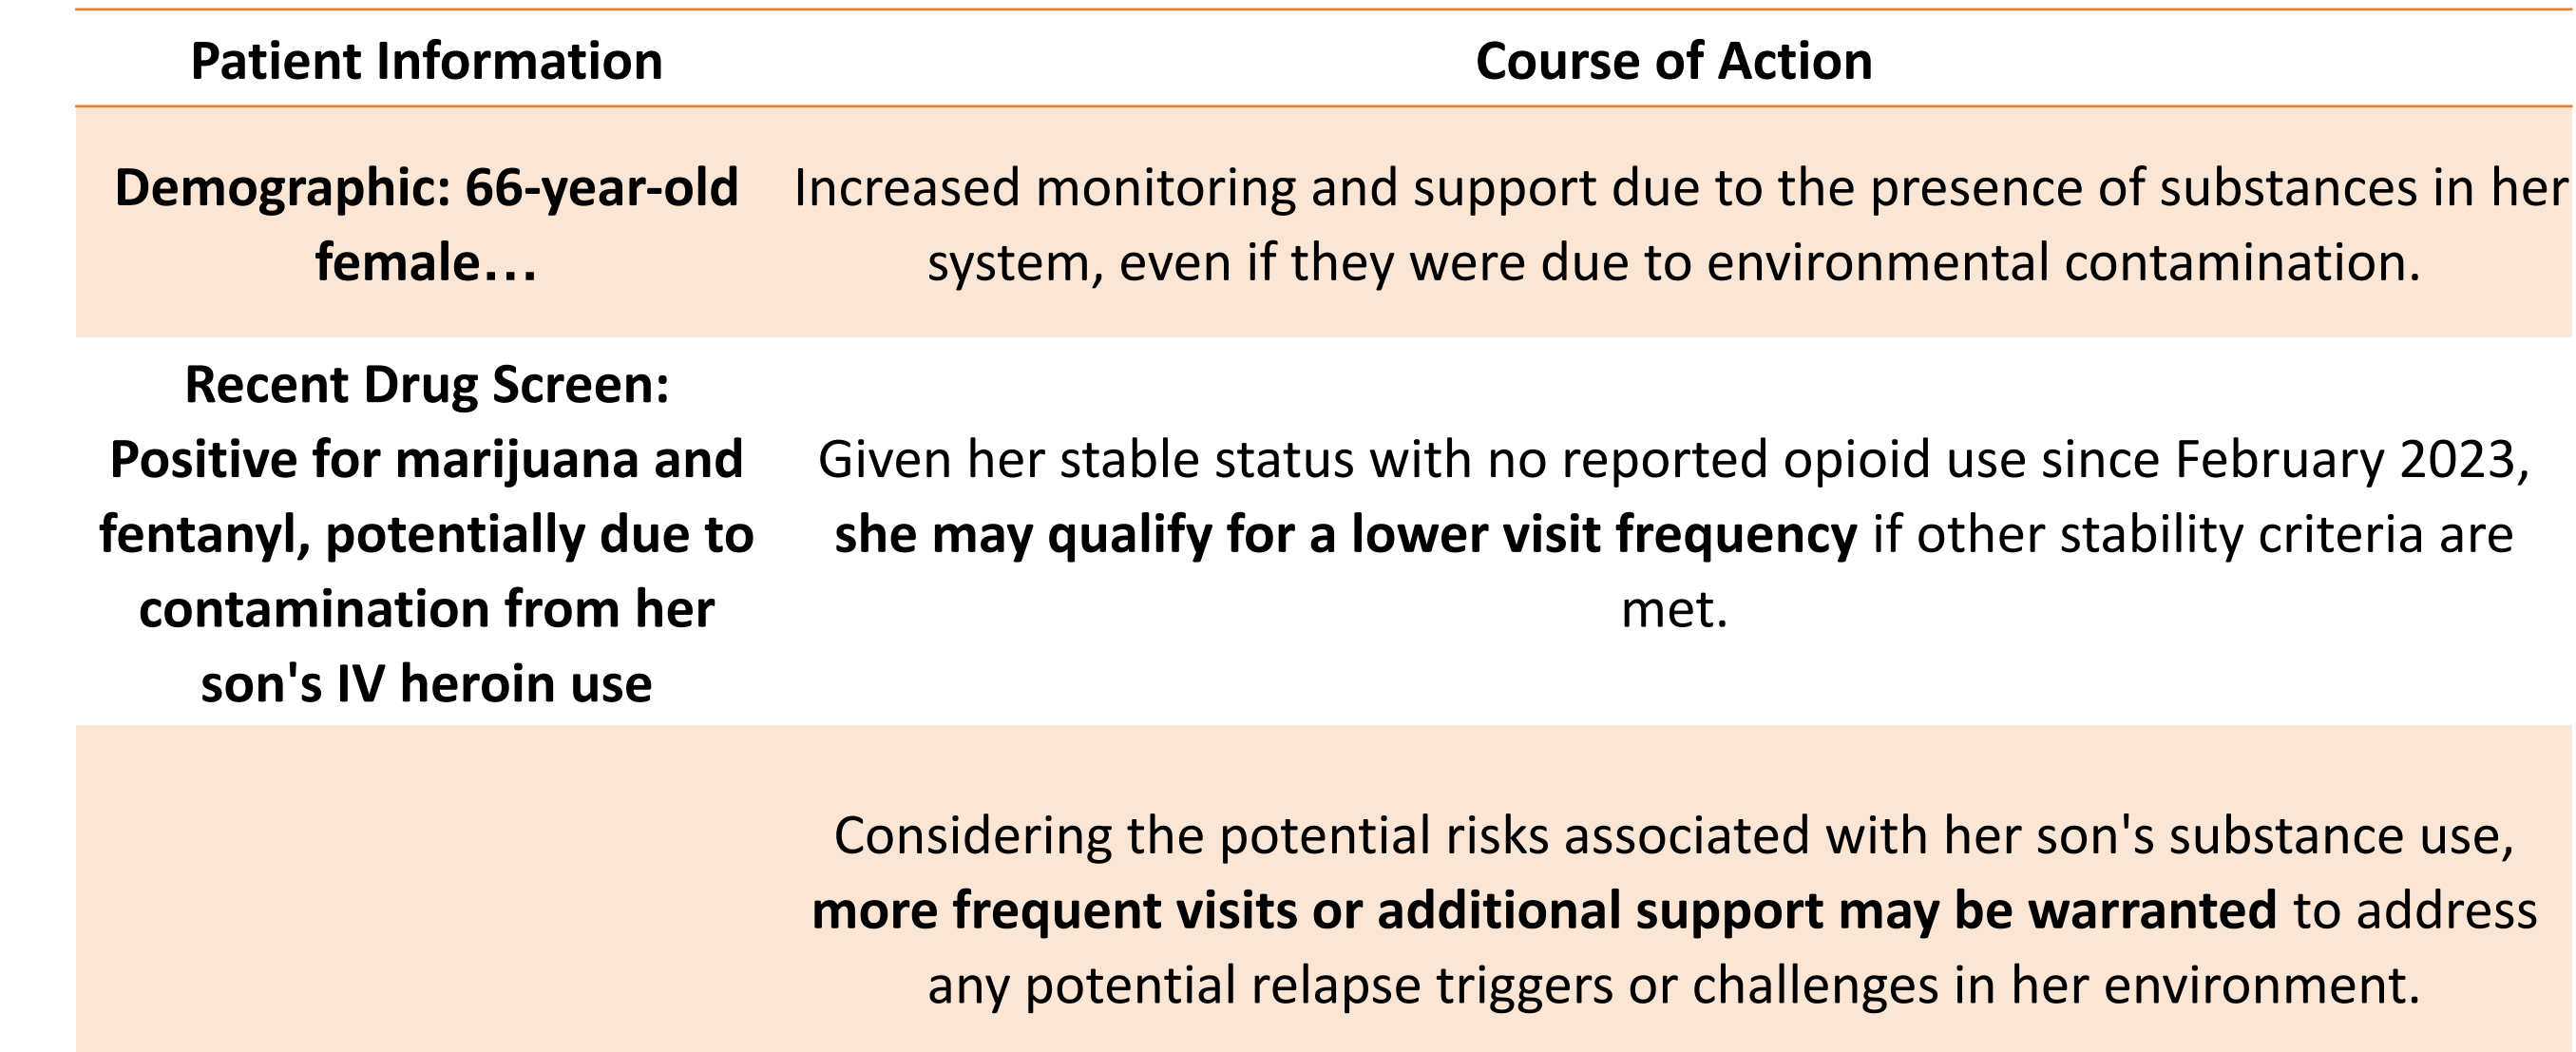 Patient Information
Course of Action
Demographic: 66-year-old
female…
Increased monitoring and support due to the presence of substances in her
system, even if they were due to environmental contamination.
Recent Drug Screen:
Positive for marijuana and
fentanyl, potentially due to
contamination from her
son's IV heroin use
Given her stable status with no reported opioid use since February 2023,
she may qualify for a lower visit frequency if other stability criteria are
met.
Considering the potential risks associated with her son's substance use,
more frequent visits or additional support may be warranted to address
any potential relapse triggers or challenges in her environment.